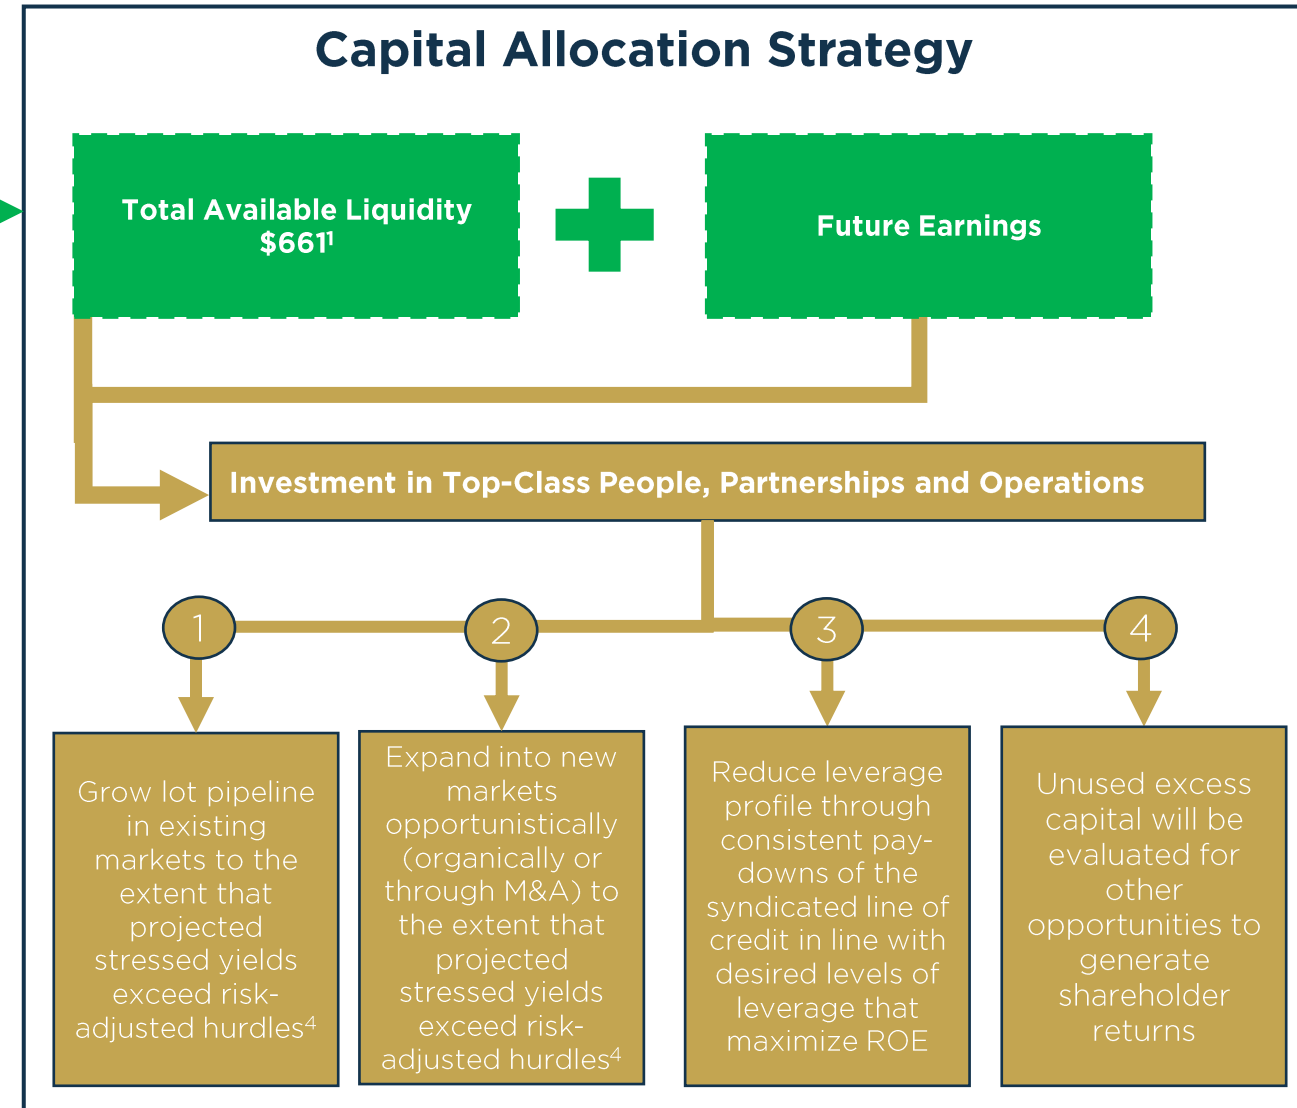 Capital Allocation Strategy
Total Available Liquidity
$661¹
Future Earnings
Investment in Top-Class People, Partnerships and Operations
1
2
3
4
Grow lot pipeline
in existing
markets to the
extent that
projected
stressed yields
exceed risk-
adjusted hurdles⁴
Expand into new
markets
opportunistically
(organically or
through M&A) to
the extent that
projected
stressed yields
exceed risk-
adjusted hurdles⁴
Reduce leverage
profile through
consistent pay-
downs of the
syndicated line of
credit in line with
desired levels of
leverage that
maximize ROE
Unused excess
capital will be
evaluated for
other
opportunities to
generate
shareholder
returns